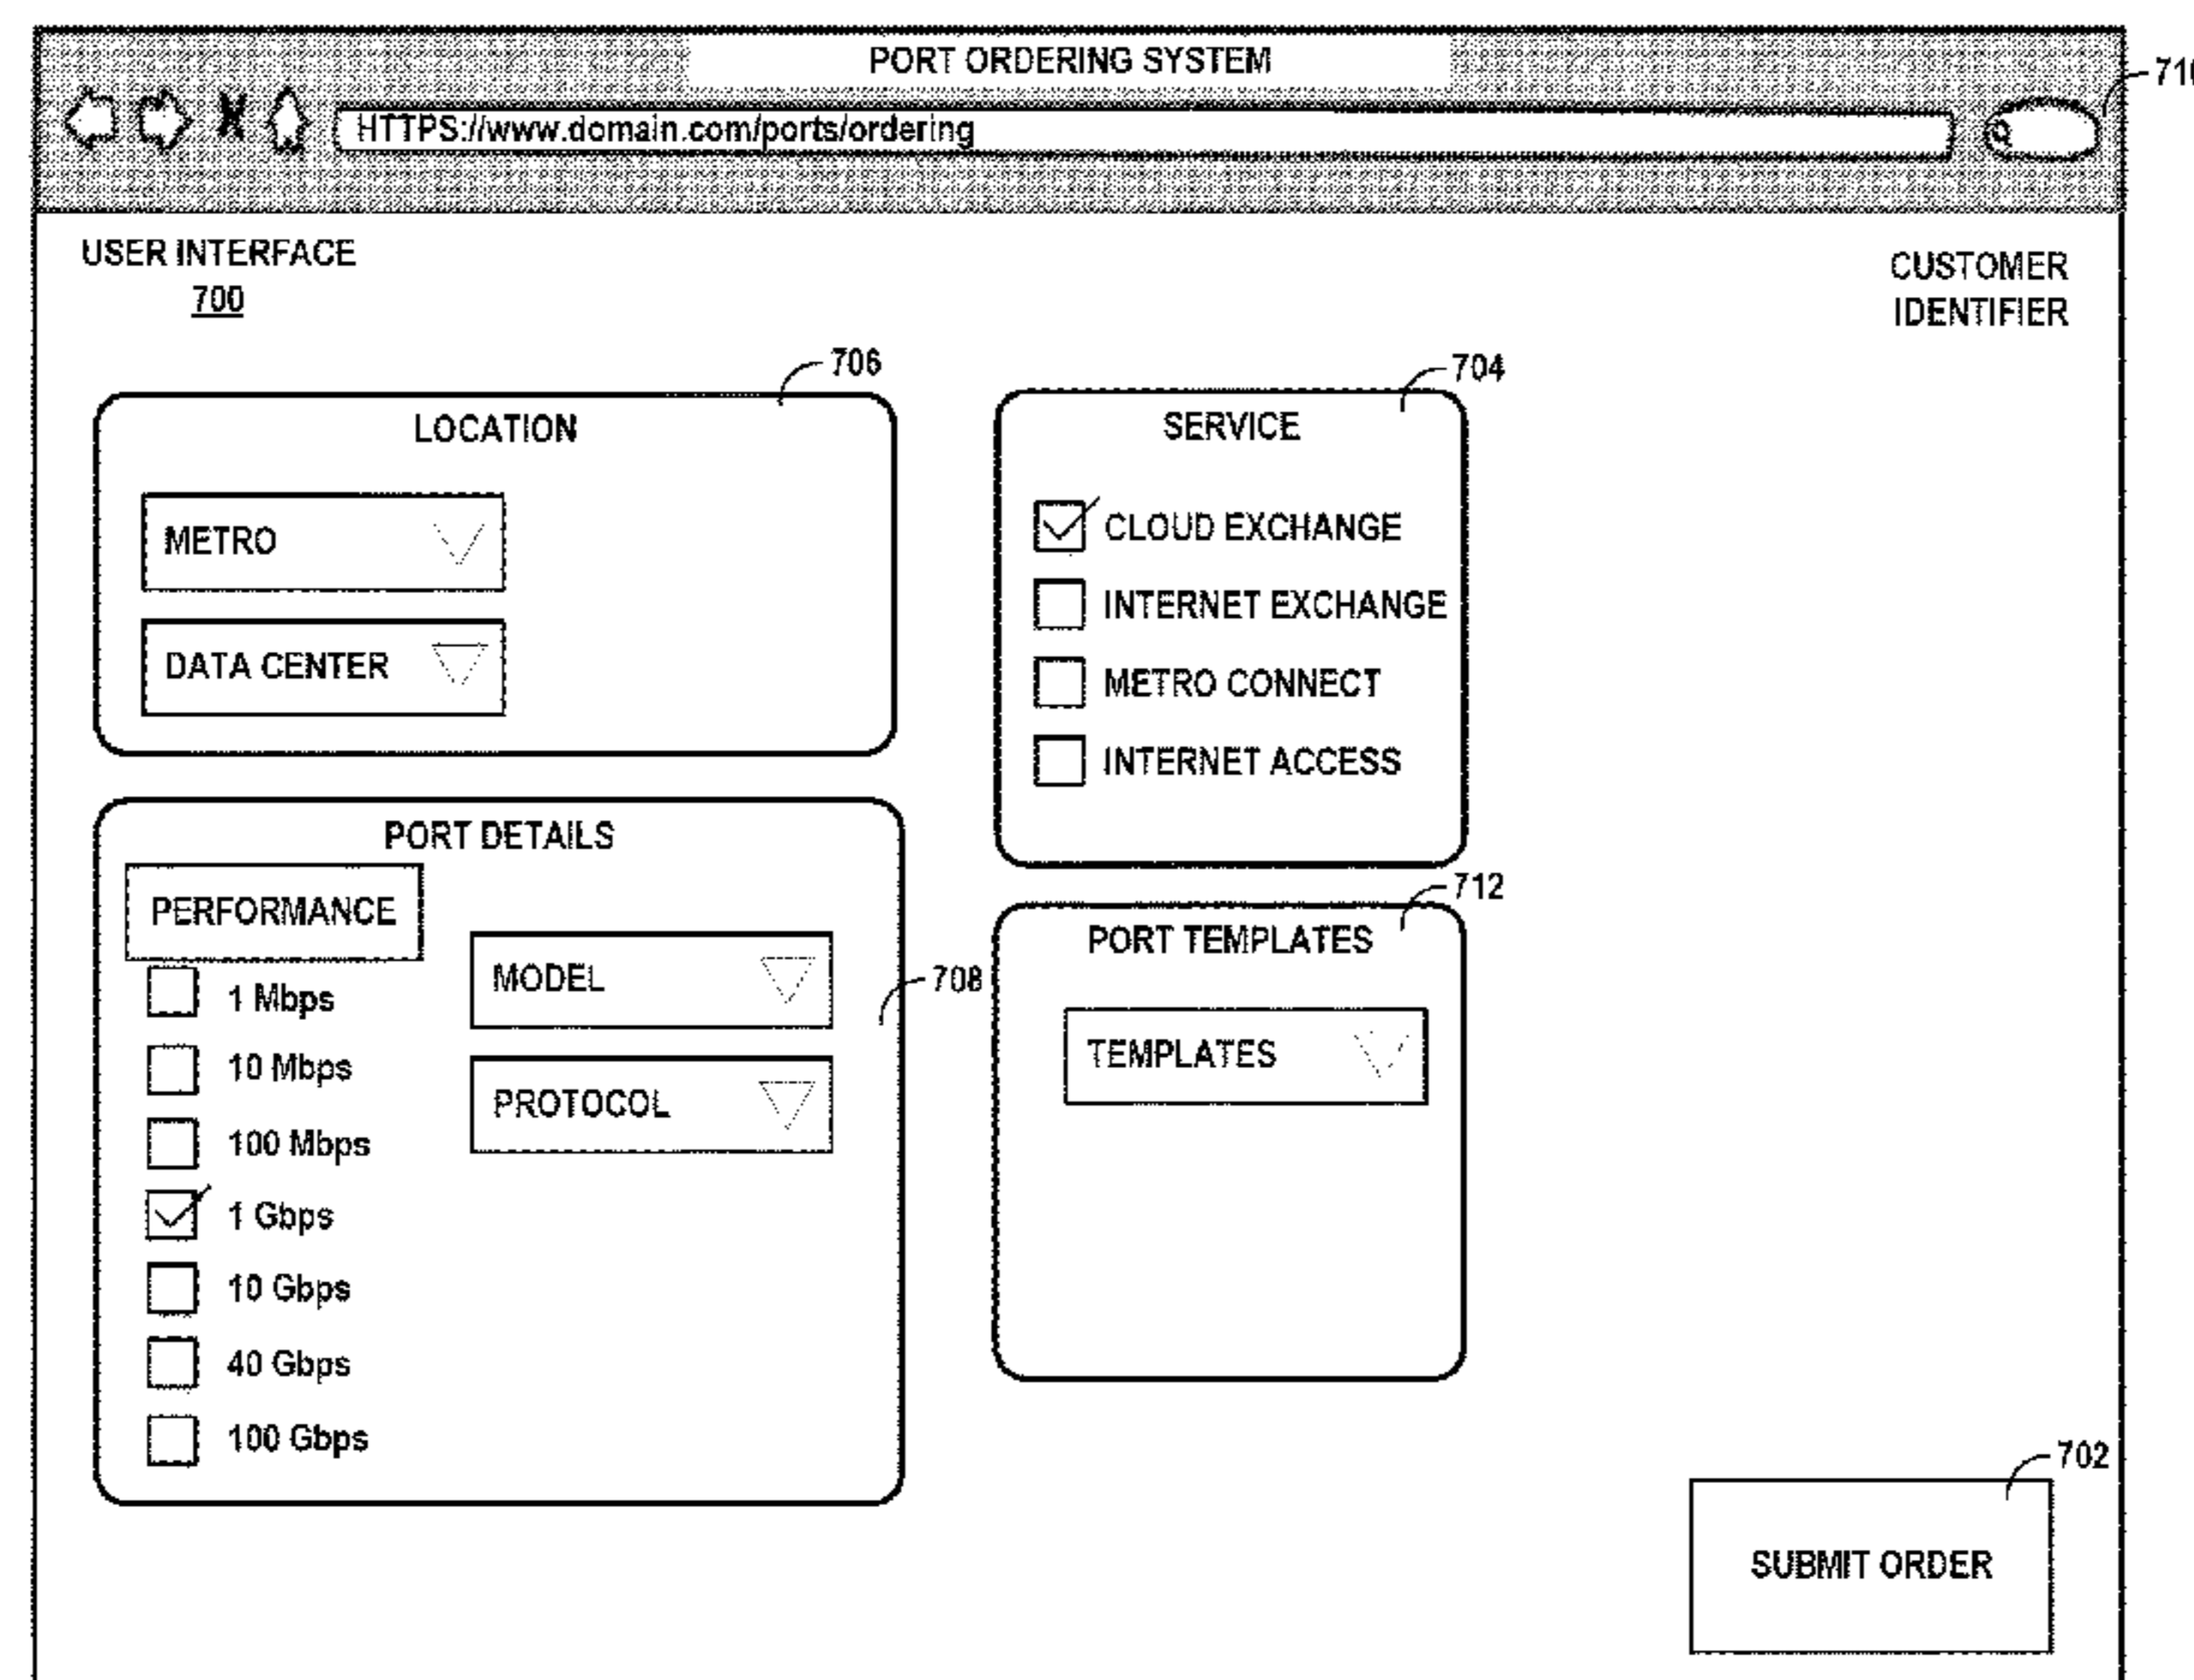 PORT ORDERING SYSTEM
710
HTTPS://www.domain.com/ports/ordering
USER INTERFACE
700
CUSTOMER
IDENTIFIER
706
LOCATION
METRO
DATA CENTER
704
SERVICE
CLOUD EXCHANGE
INTERNET EXCHANGE
METRO CONNECT
INTERNET ACCESS
PORT DETAILS
PERFORMANCE
1 Mbps
10 Mbps
100 Mbps
1 Gbps
10 Gbps
40 Gbps
100 Gbps
MODEL
PROTOCOL
708
712
PORT TEMPLATES
TEMPLATES
702
SUBMIT ORDER